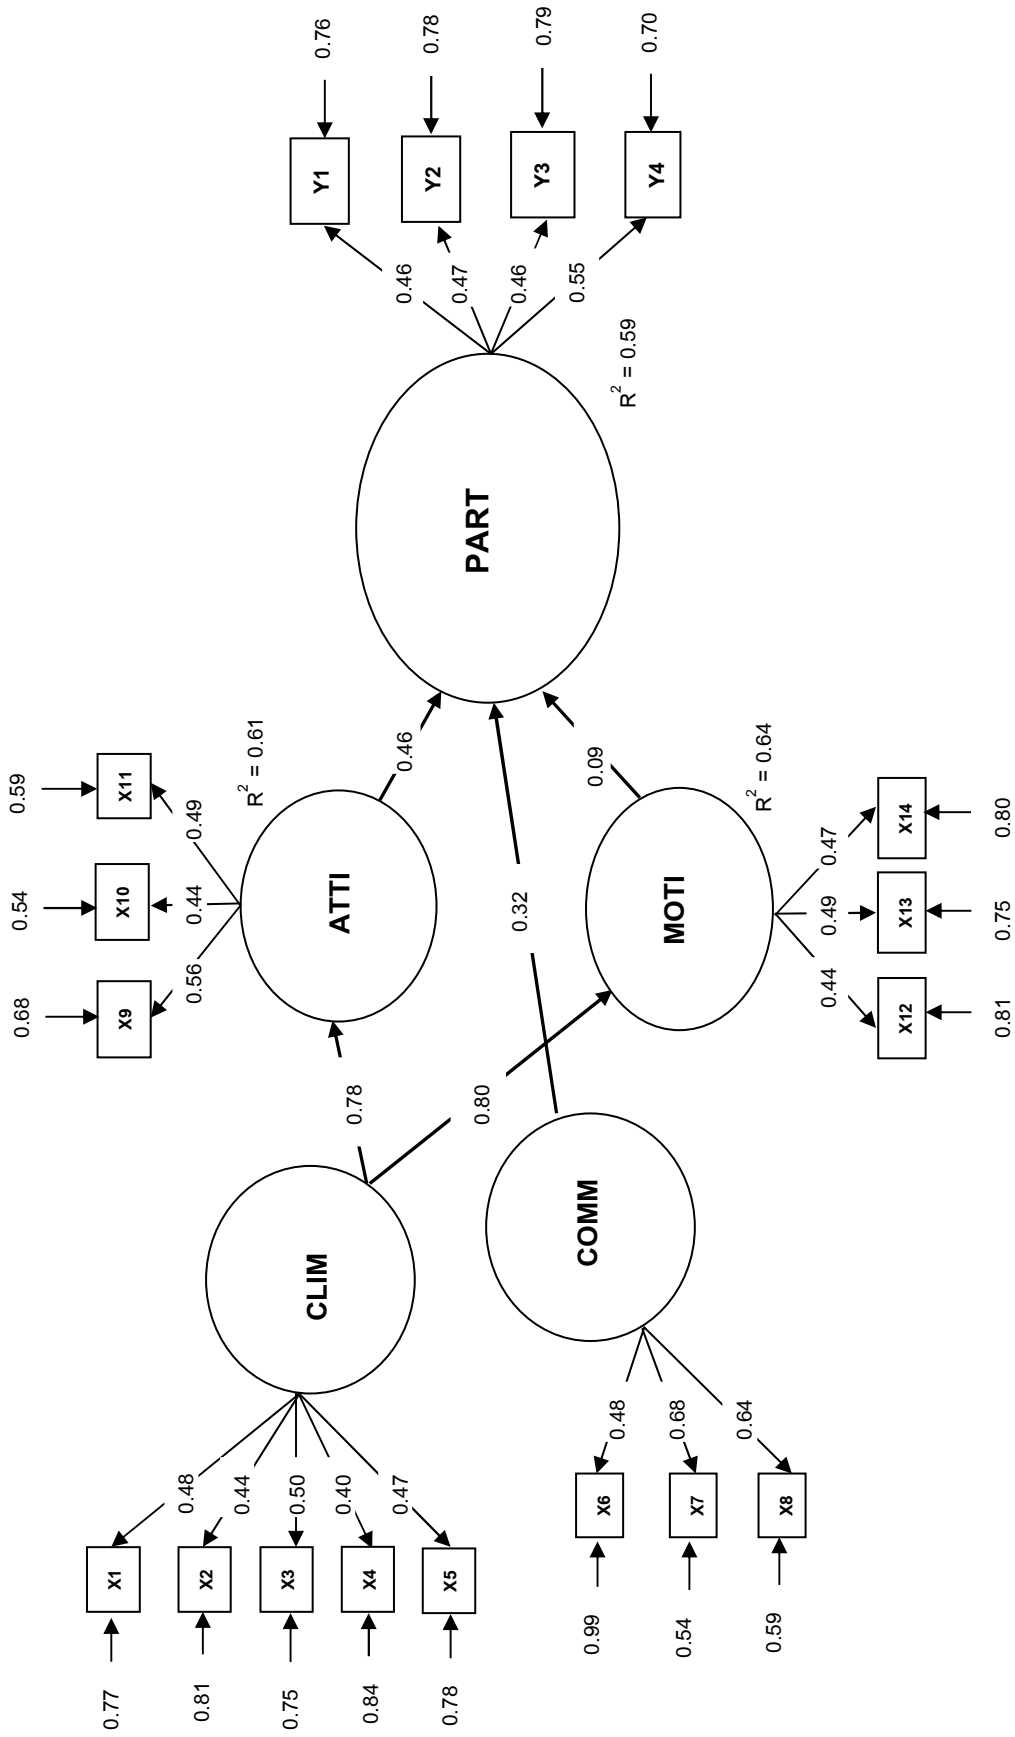 0.68
0.54
0.59
X9
X10
X11
0.56
0.44
0.49
0.77
X1
0.48
0.81
X2
0.44
0.75
X3
0.50
0.84
X4
0.40
0.78
X5
0.47
CLIM
0.78
0.80
ATTI
R² = 0.61
0.46
0.99
X6
0.48
0.54
X7
0.68
0.59
X8
0.64
COMM
0.32
MOTI
R² = 0.64
0.09
0.44
0.49
0.47
X12
X13
X14
0.81
0.75
0.80
PART
R² = 0.59
0.46
Y1
0.76
0.47
Y2
0.78
0.46
Y3
0.79
0.55
Y4
0.70